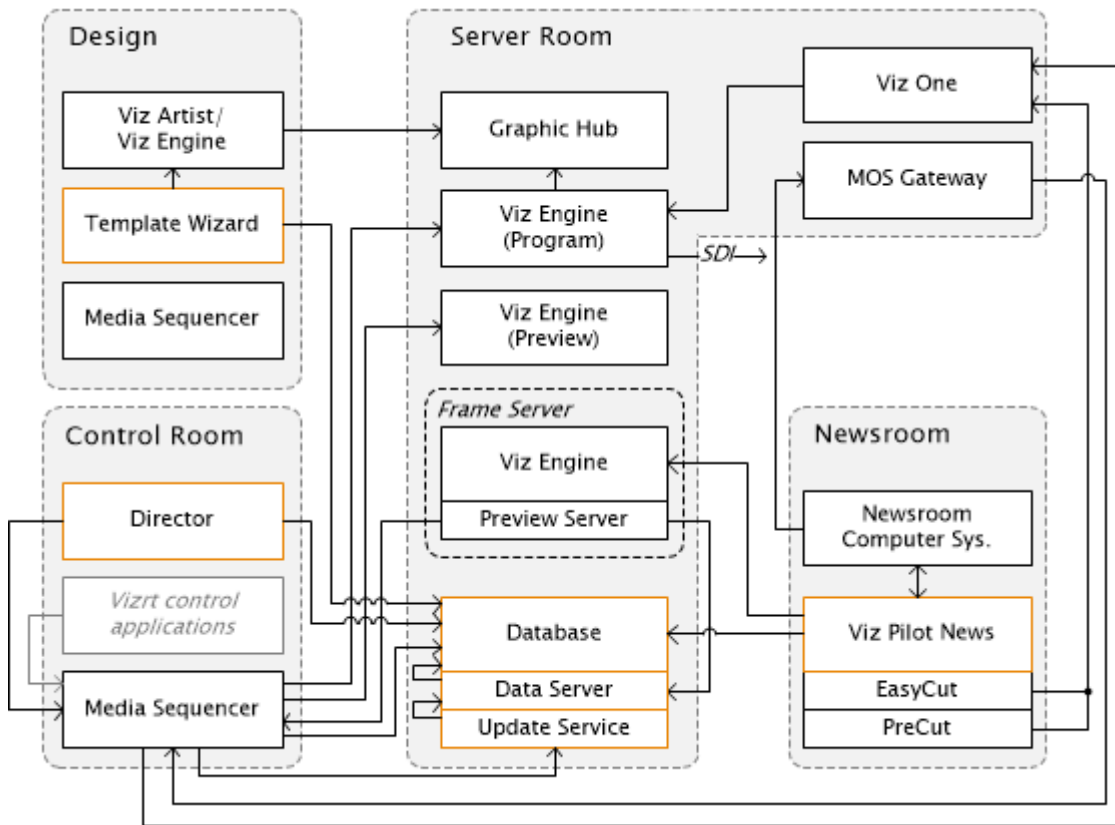 Design
Viz Artist/
Viz Engine
Template Wizard
Media Sequencer
Server Room
Graphic Hub
Viz Engine
(Program)
SDI
Viz Engine
(Preview)
Viz One
MOS Gateway
Frame Server
Viz Engine
Preview Server
Database
Data Server
Update Service
Control Room
Director
Vizrt control
applications
Media Sequencer
Newsroom
Newsroom
Computer Sys.
Viz Pilot News
EasyCut
PreCut